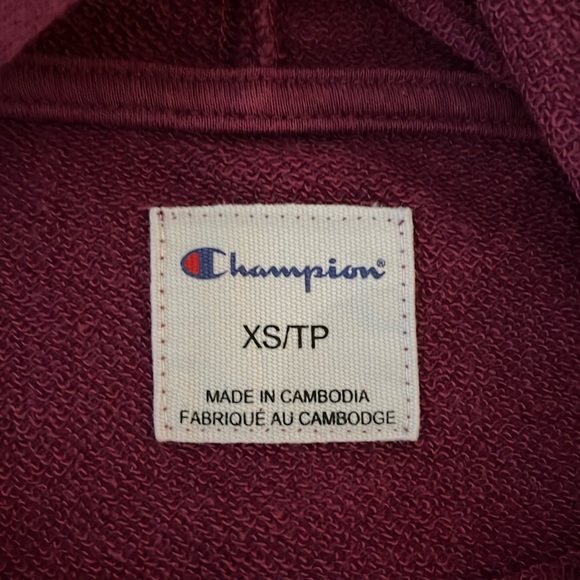 Champion®
XS/TP
MADE IN CAMBODIA
FABRIQUÉ AU CAMBODGE